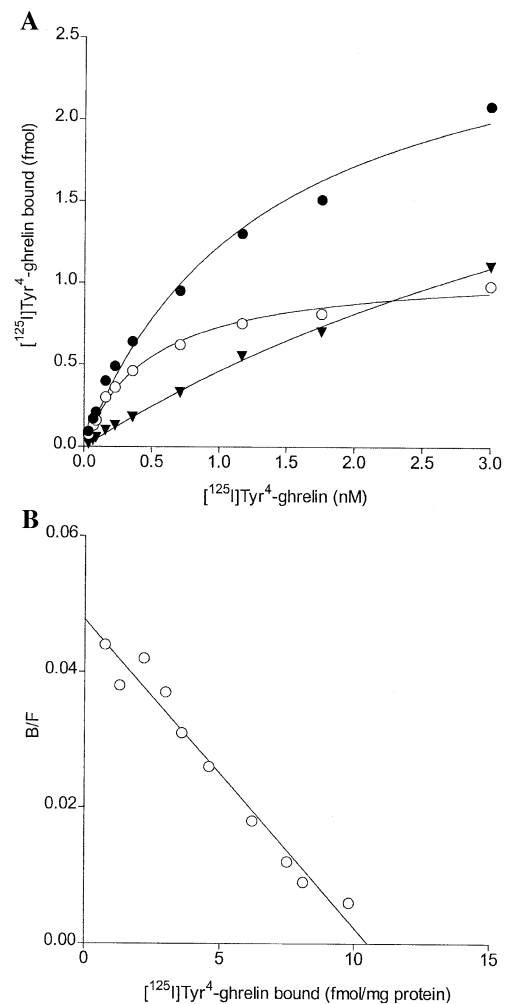 A
2.5
2.0
1.5
1.0
0.5
0.0
[¹²⁵I]Tyr⁴-ghrelin bound (fmol)
0.0 0.5 1.0 1.5 2.0 2.5 3.0
[¹²⁵I]Tyr⁴-ghrelin (nM)
B
0.06
0.04
0.02
0.00
B/F
0 5 10 15
[¹²⁵I]Tyr⁴-ghrelin bound (fmol/mg protein)